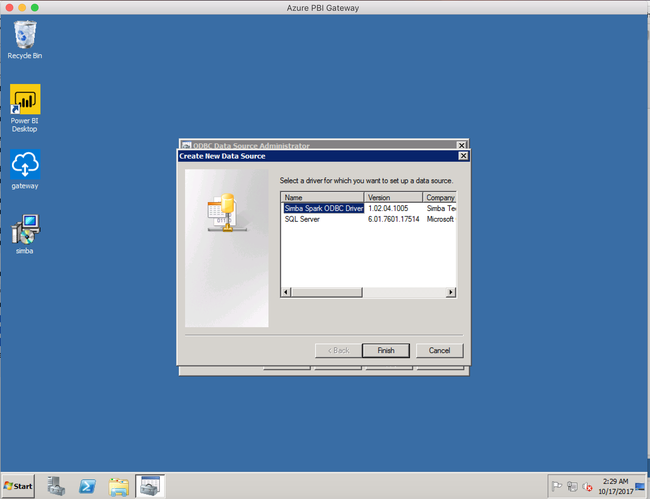 Azure PBI Gateway
Recycle Bin
Power BI
Desktop
gateway
simba
ODBC Data Source Administrator
Create New Data Source
Select a driver for which you want to set up a data source.
Name Version Company
Simba Spark ODBC Driver 1.02.04.1005 Simba Tec
SQL Server 6.01.7601.17514 Microsoft
< Back Finish Cancel
Start
2:29 AM
10/17/2017